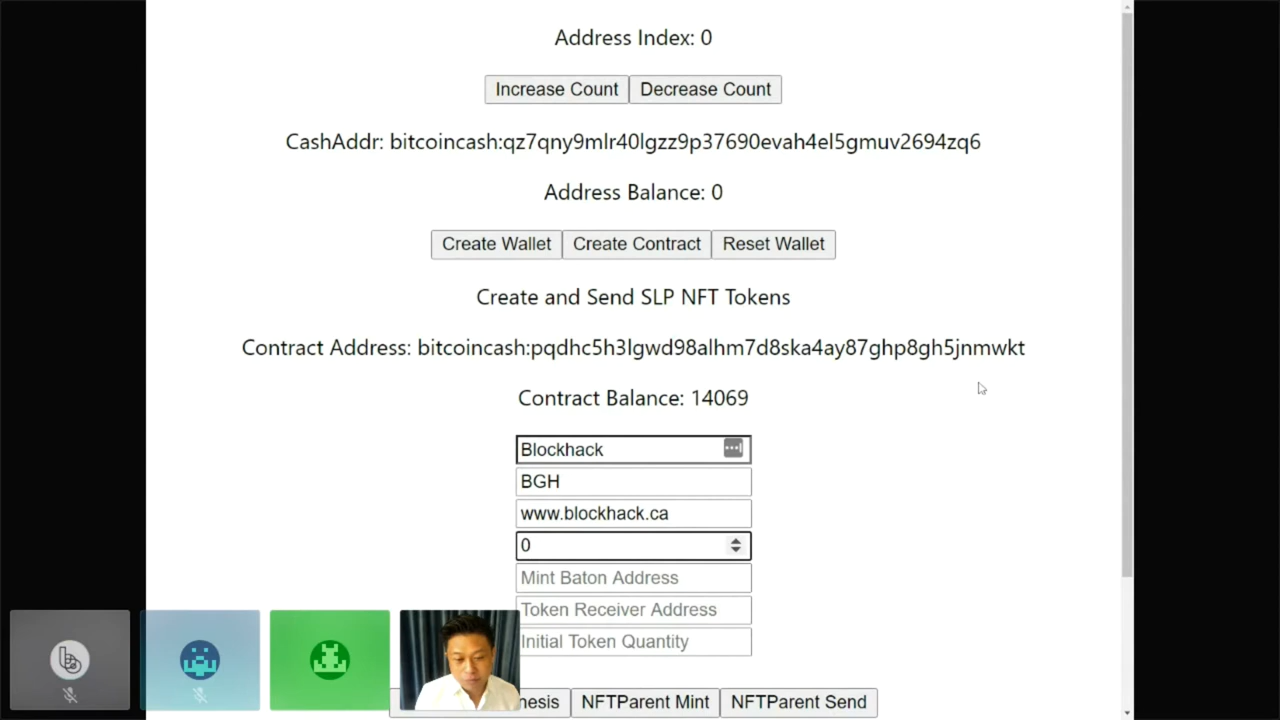 Address Index: 0
Increase Count Decrease Count
CashAddr: bitcoincash:qz7qny9mlr40lgzz9p37690evah4el5gmuv2694zq6
Address Balance: 0
Create Wallet Create Contract Reset Wallet
Create and Send SLP NFT Tokens
Contract Address: bitcoincash:pqdhc5h3lgwd98alhm7d8ska4ay87ghp8gh5jnmwkt
Contract Balance: 14069
Blockhack
BGH
www.blockhack.ca
0
Mint Baton Address
Token Receiver Address
Initial Token Quantity
NFTParent Mint NFTParent Send